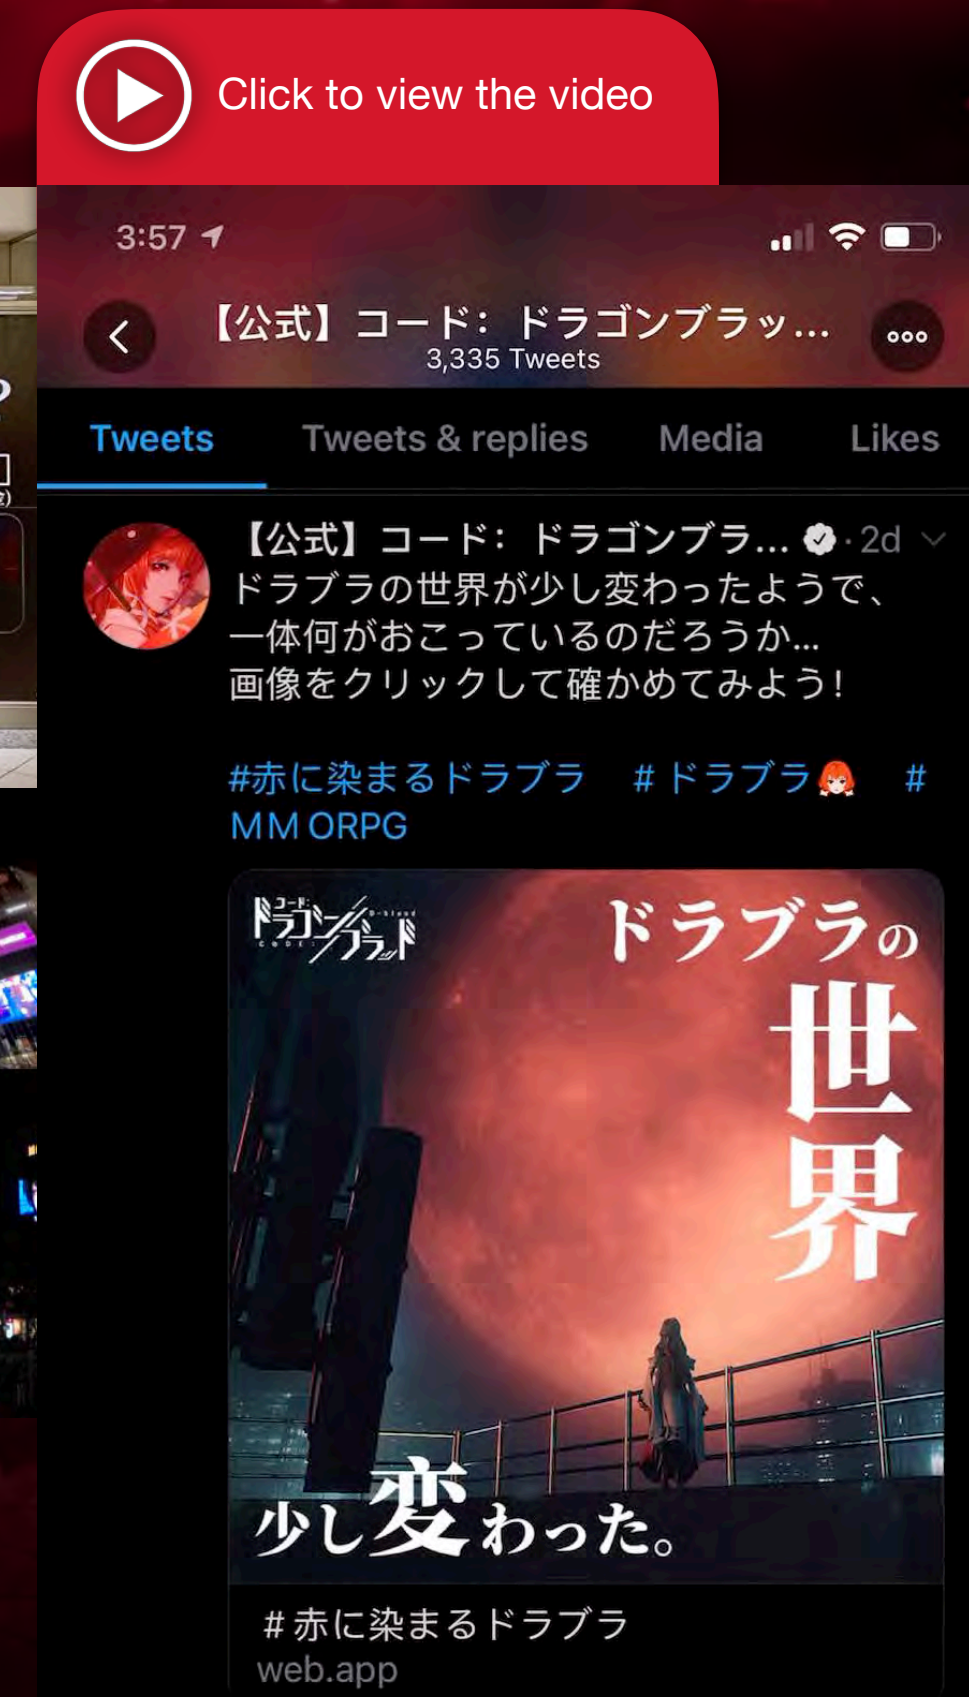 Click to view the video
3:57
【公式】コード：ドラゴンブラッ...
3,335 Tweets
Tweets
Tweets & replies
Media
Likes
【公式】コード：ドラゴンブラ... · 2d
ドラブラの世界が少し変わったようで、
一体何がおこっているのだろうか...
画像をクリックして確かめてみよう!
#赤に染まるドラブラ #ドラブラ #
MMORPG
コード:
ドラゴンブラッド
CODE: D-blood
ドラブラの
世界
少し変わった。
#赤に染まるドラブラ
web.app